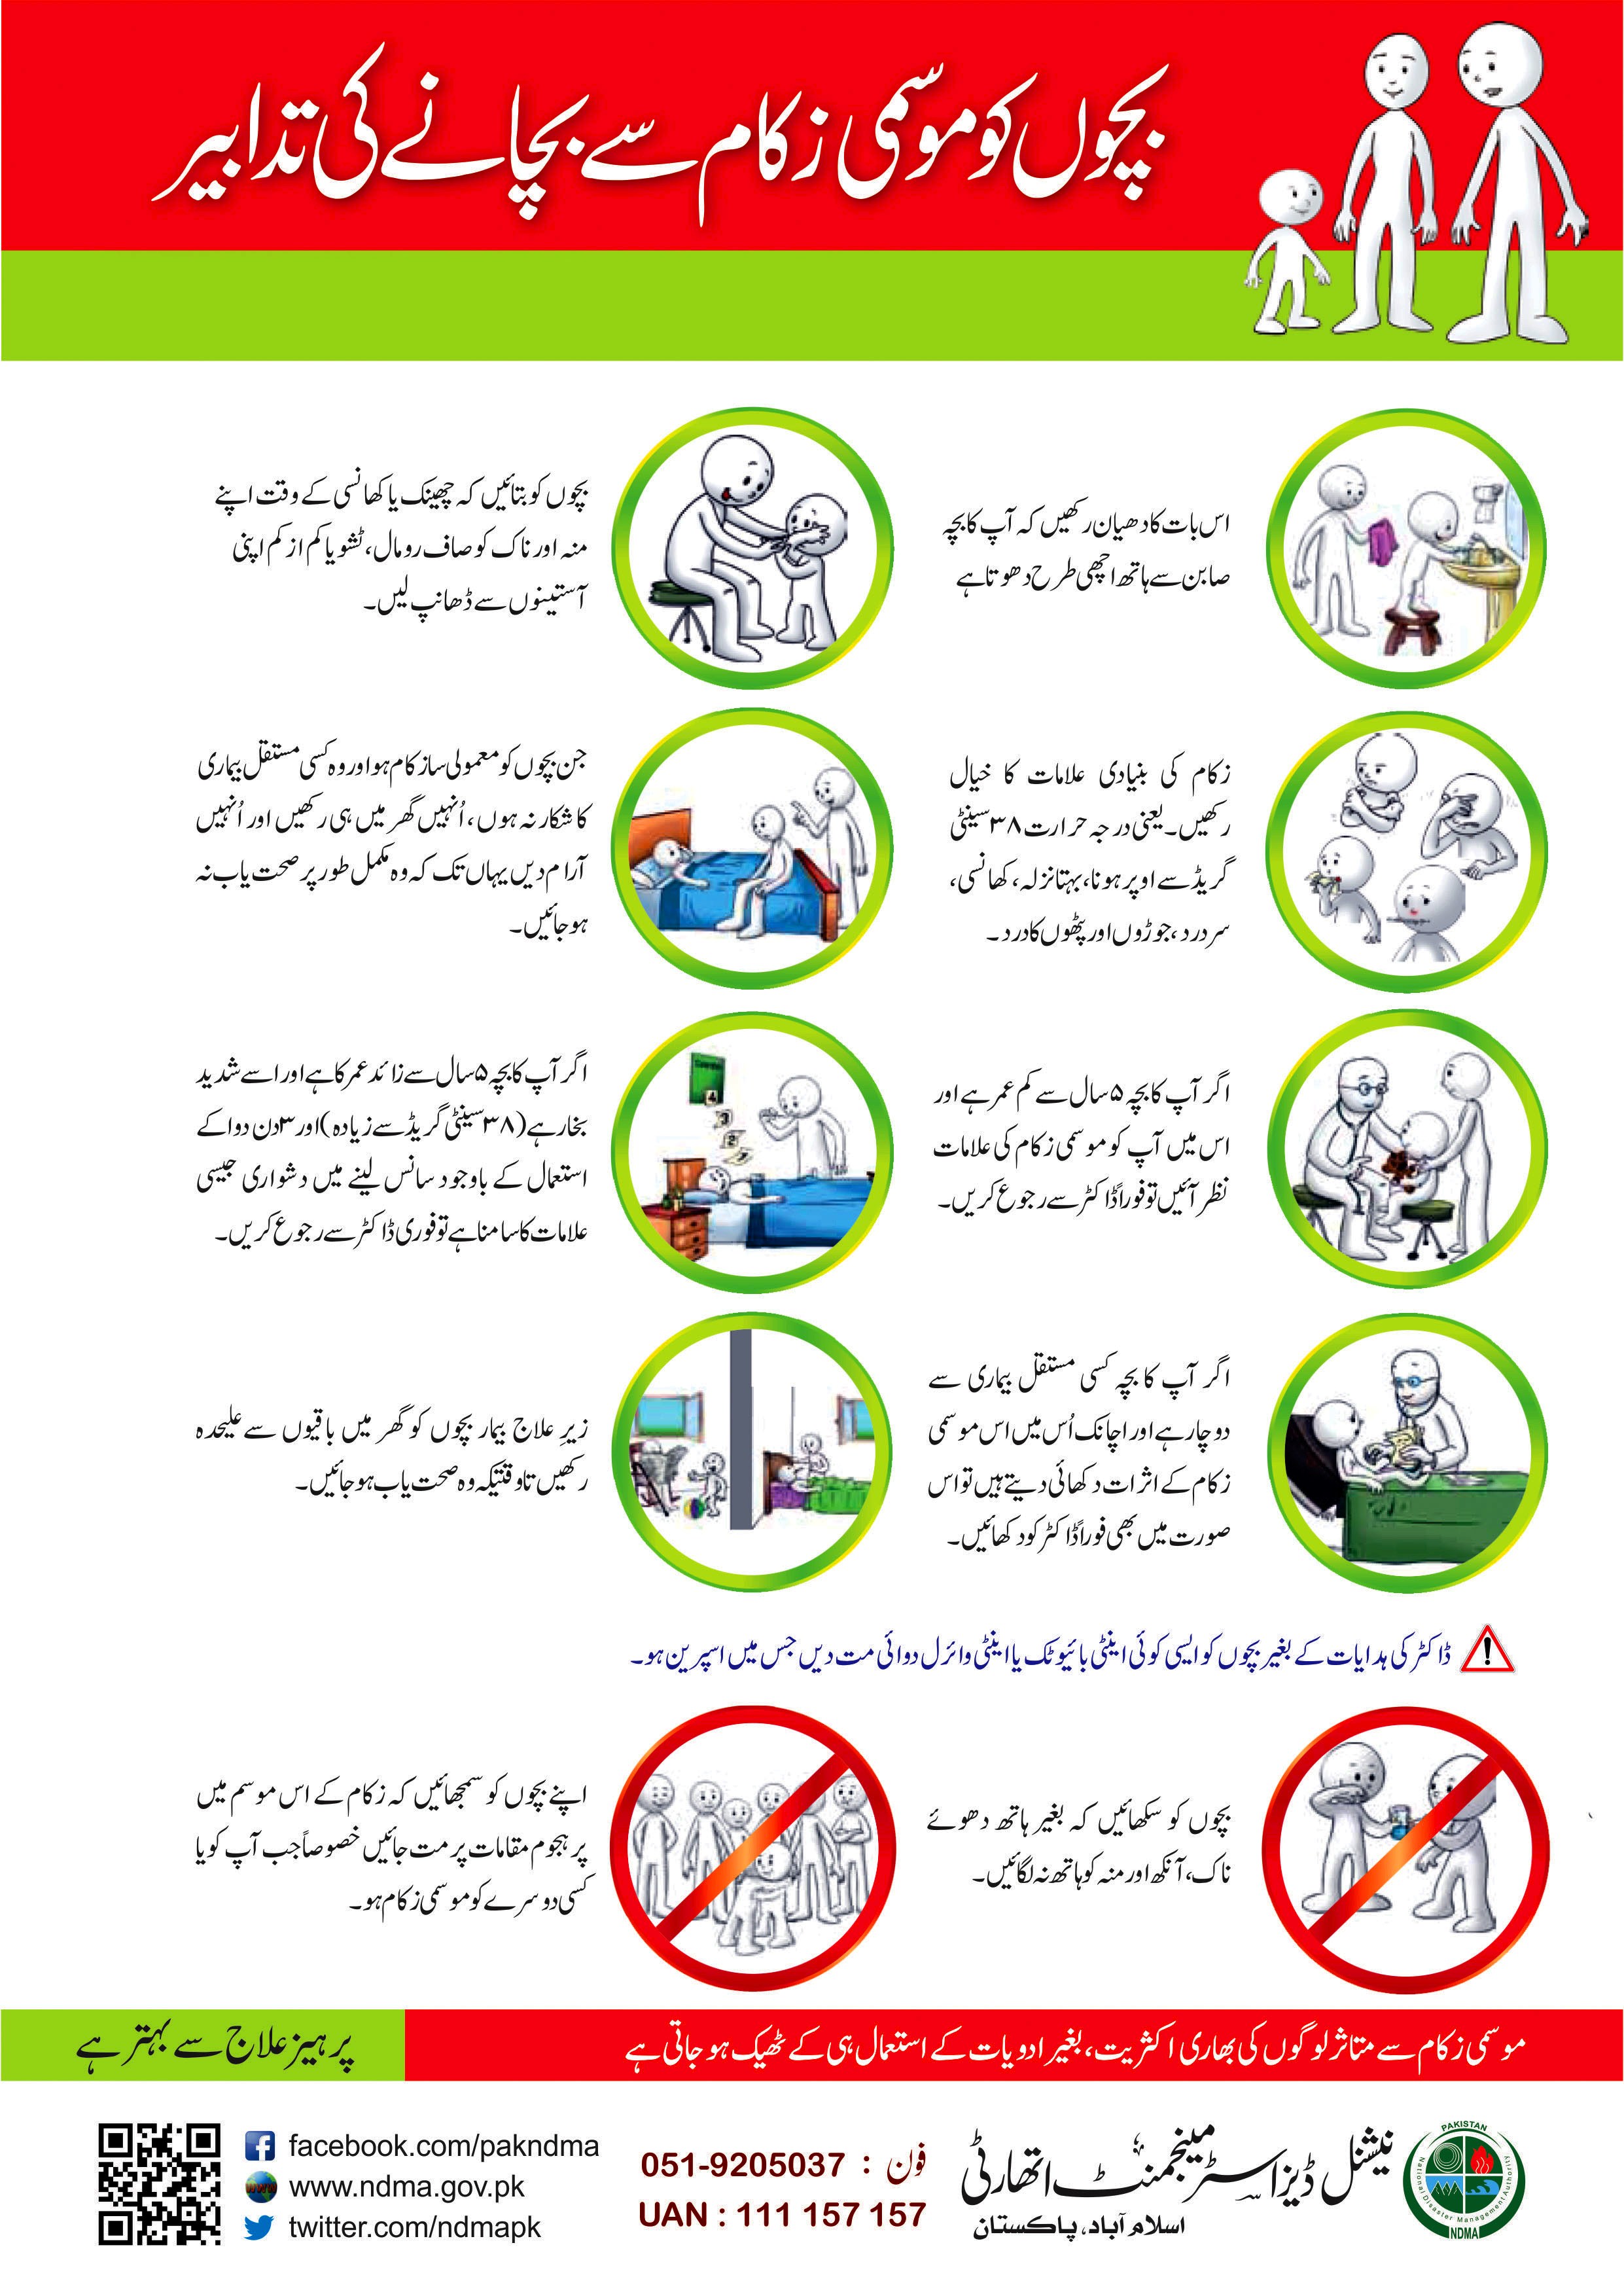 بچوں کو موسمی زکام سے بچانے کی تدابیر
اس بات کا دھیان رکھیں کہ آپ کا بچہ
صابن سے ہاتھ اچھی طرح دھوتا ہے
بچوں کو بتائیں کہ چھینک یا کھانسی کے وقت اپنے
منہ اور ناک کو صاف رومال، ٹشو یا کم از کم اپنی
آستینوں سے ڈھانپ لیں۔
زکام کی بنیادی علامات کا خیال
رکھیں۔ یعنی درجہ حرارت ۳۸ سینٹی
گریڈ سے اوپر ہونا، بہتا نزلہ، کھانسی،
سر درد، جوڑوں اور پٹھوں کا درد۔
جن بچوں کو معمولی سا زکام ہو اور وہ کسی مستقل بیماری
کا شکار نہ ہوں، اُنہیں گھر میں ہی رکھیں اور اُنہیں
آرام دیں یہاں تک کہ وہ مکمل طور پر صحت یاب نہ
ہو جائیں۔
اگر آپ کا بچہ ۵ سال سے کم عمر ہے اور
اس میں آپ کو موسمی زکام کی علامات
نظر آئیں تو فوراً ڈاکٹر سے رجوع کریں۔
اگر آپ کا بچہ ۵ سال سے زائد عمر کا ہے اور اسے شدید
بخار ہے (۳۸ سینٹی گریڈ سے زیادہ) اور ۳ دن دوا کے
استعمال کے باوجود سانس لینے میں دشواری جیسی
علامات کا سامنا ہے تو فوری ڈاکٹر سے رجوع کریں۔
اگر آپ کا بچہ کسی مستقل بیماری سے
دوچار ہے اور اچانک اُس میں اس موسمی
زکام کے اثرات دکھائی دیتے ہیں تو اس
صورت میں بھی فوراً ڈاکٹر کو دکھائیں۔
زیر علاج بیمار بچوں کو گھر میں باقیوں سے علیحدہ
رکھیں تاوقتیکہ وہ صحت یاب ہو جائیں۔
ڈاکٹر کی ہدایات کے بغیر بچوں کو ایسی کوئی اینٹی بائیوٹک یا اینٹی وائرل دوائی مت دیں جس میں اسپرین ہو۔
بچوں کو سکھائیں کہ بغیر ہاتھ دھوئے
ناک، آنکھ اور منہ کو ہاتھ نہ لگائیں۔
اپنے بچوں کو سمجھائیں کہ زکام کے اس موسم میں
پر ہجوم مقامات پر مت جائیں خصوصاً جب آپ کو یا
کسی دوسرے کو موسمی زکام ہو۔
موسمی زکام سے متاثر لوگوں کی بھاری اکثریت، بغیر ادویات کے استعمال ہی کے ٹھیک ہو جاتی ہے
پرہیز علاج سے بہتر ہے
PAKISTAN
National Disaster Management Authority
NDMA
نیشنل ڈیزاسٹر مینجمنٹ اتھارٹی
اسلام آباد، پاکستان
فون : 051-9205037
UAN : 111 157 157
facebook.com/pakndma
www.ndma.gov.pk
twitter.com/ndmapk